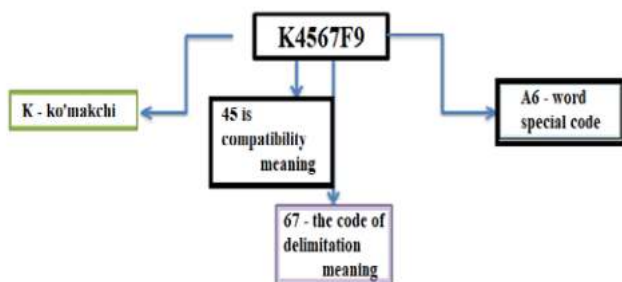 K4567F9
K - ko'makchi
45 is
compatibility
meaning
A6 - word
special code
67 - the code of
delimitation
meaning